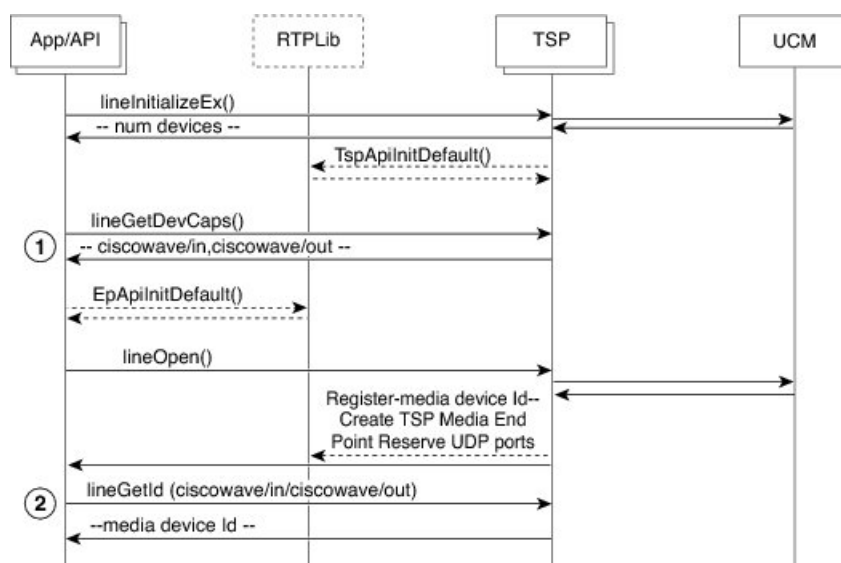 App/API
RTPLib
TSP
UCM
lineInitializeEx()
-- num devices --
TspApiInitDefault()
lineGetDevCaps()
1
-- ciscowave/in,ciscowave/out --
EpApiInitDefault()
lineOpen()
Register-media device Id--
Create TSP Media End
Point Reserve UDP ports
2
lineGetId (ciscowave/in/ciscowave/out)
--media device Id --